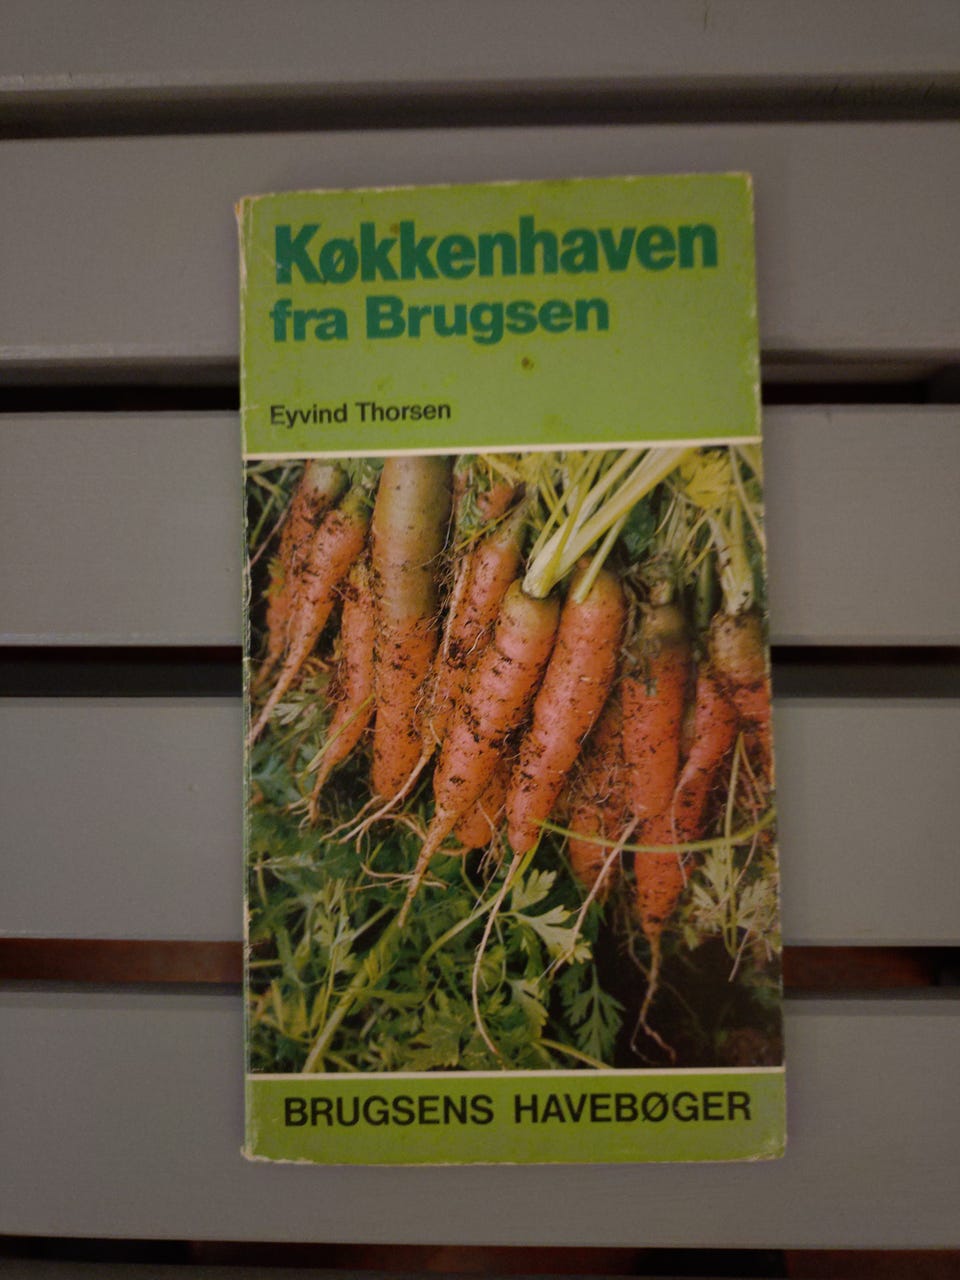 Køkkenhaven
fra Brugsen
Eyvind Thorsen
BRUGSENS HAVEBØGER